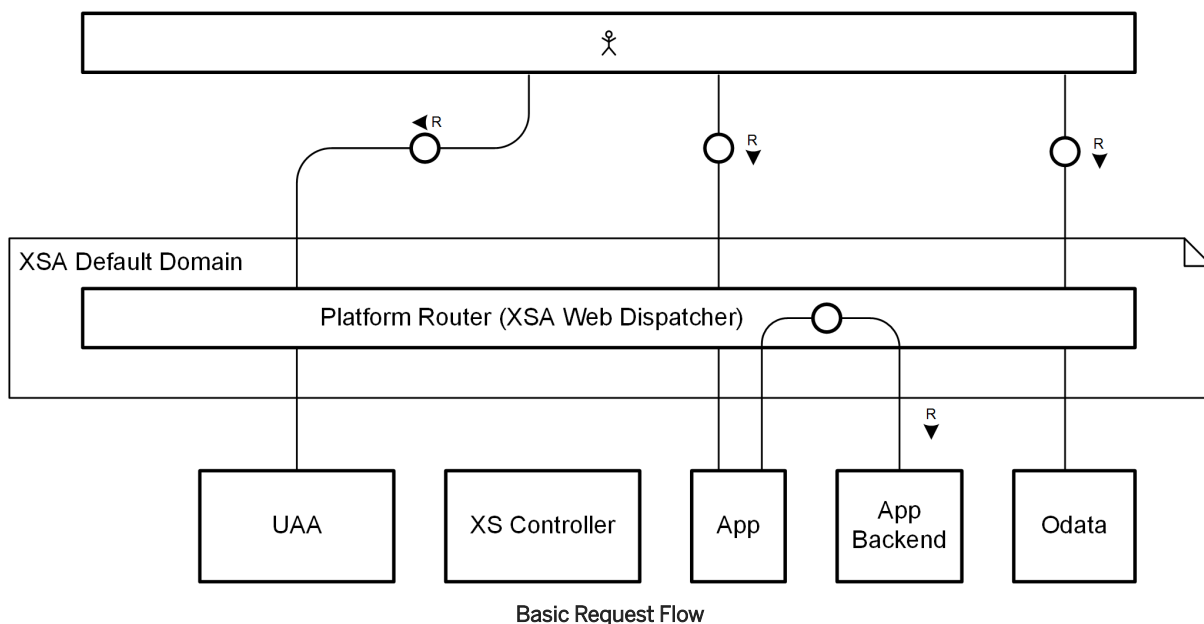 R
R
R
XSA Default Domain
Platform Router (XSA Web Dispatcher)
R
UAA
XS Controller
App
App
Backend
Odata
Basic Request Flow